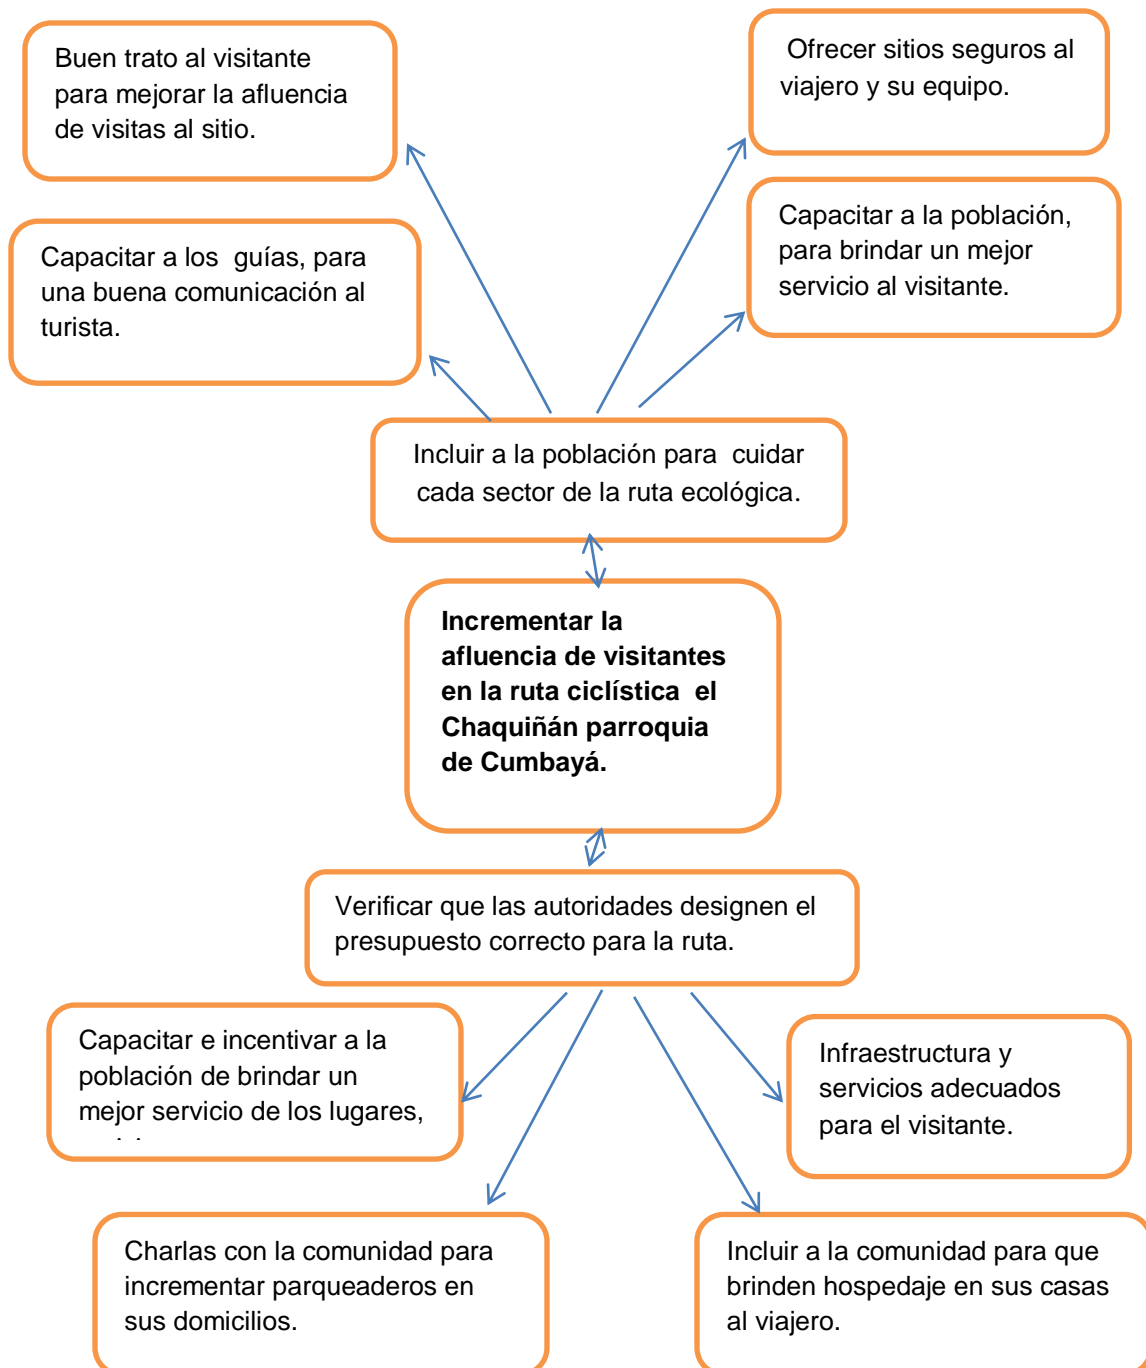 Buen trato al visitante
para mejorar la afluencia
de visitas al sitio.
Ofrecer sitios seguros al
viajero y su equipo.
Capacitar a los guías, para
una buena comunicación al
turista.
Capacitar a la población,
para brindar un mejor
servicio al visitante.
Incluir a la población para cuidar
cada sector de la ruta ecológica.
Incrementar la
afluencia de visitantes
en la ruta ciclística el
Chaquiñán parroquia
de Cumbayá.
Verificar que las autoridades designen el
presupuesto correcto para la ruta.
Capacitar e incentivar a la
población de brindar un
mejor servicio de los lugares,
Infraestructura y
servicios adecuados
para el visitante.
Charlas con la comunidad para
incrementar parqueaderos en
sus domicilios.
Incluir a la comunidad para que
brinden hospedaje en sus casas
al viajero.